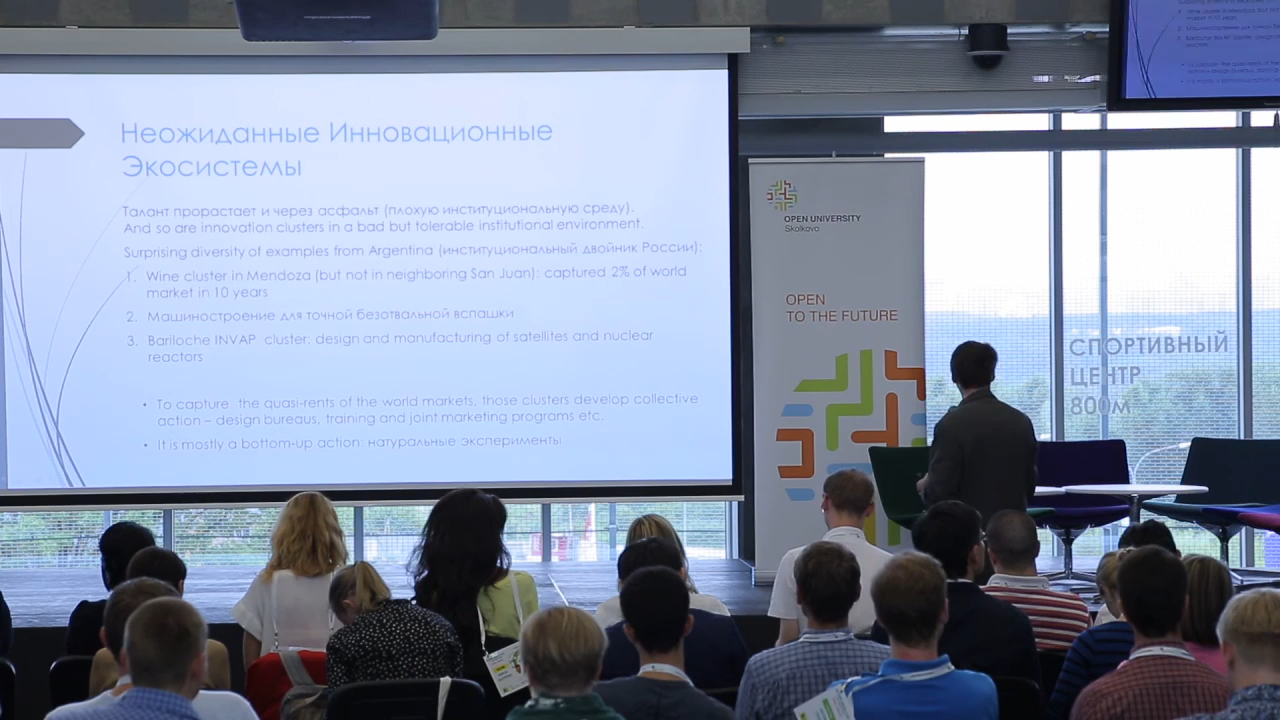 Неожиданные Инновационные
Экосистемы
Талант прорастает и через асфальт (плохую институциональную среду).
And so are innovation clusters in a bad but tolerable institutional environment.
Surprising diversity of examples from Argentina (институциональный двойник России):
1. Wine cluster in Mendoza (but not in neighboring San Juan): captured 2% of world
market in 10 years
2. Машиностроение для точной безотвальной вспашки
3. Bariloche INVAP cluster: design and manufacturing of satellites and nuclear
reactors
• To capture the quasi-rents of the world market, the clusters develop collective
action – design bureaus, training and joint marketing programs etc.
• It is mostly a bottom-up action: натуральные эксперименты
OPEN UNIVERSITY
Skolkovo
OPEN
TO THE FUTURE
СПОРТИВНЫЙ
ЦЕНТР
800м